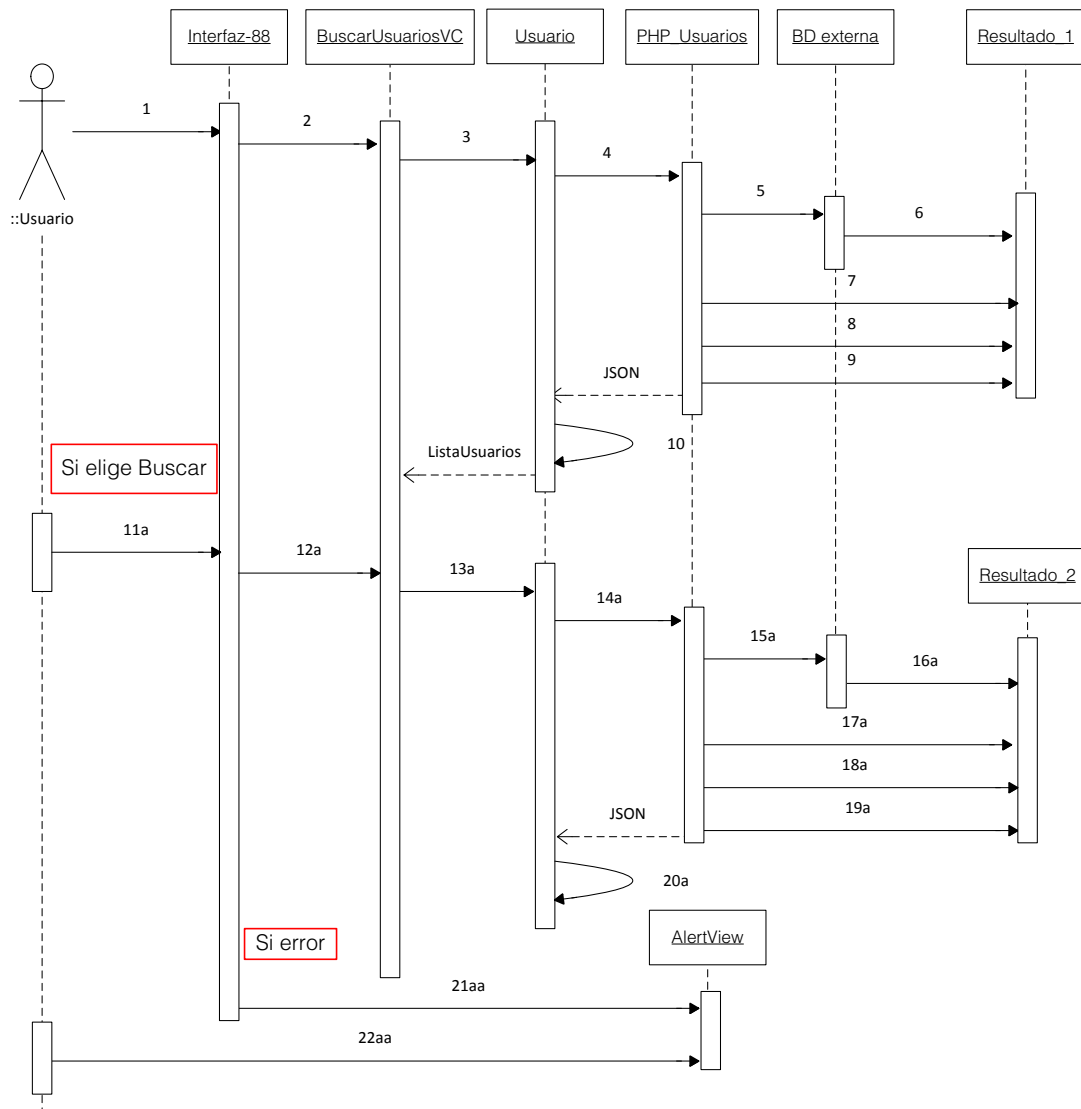 Interfaz-88
BuscarUsuariosVC
Usuario
PHP_Usuarios
BD externa
Resultado_1
1
2
3
4
::Usuario
5
6
7
8
9
JSON
10
ListaUsuarios
Si elige Buscar
11a
12a
13a
14a
Resultado_2
15a
16a
17a
18a
19a
JSON
20a
AlertView
Si error
21aa
22aa